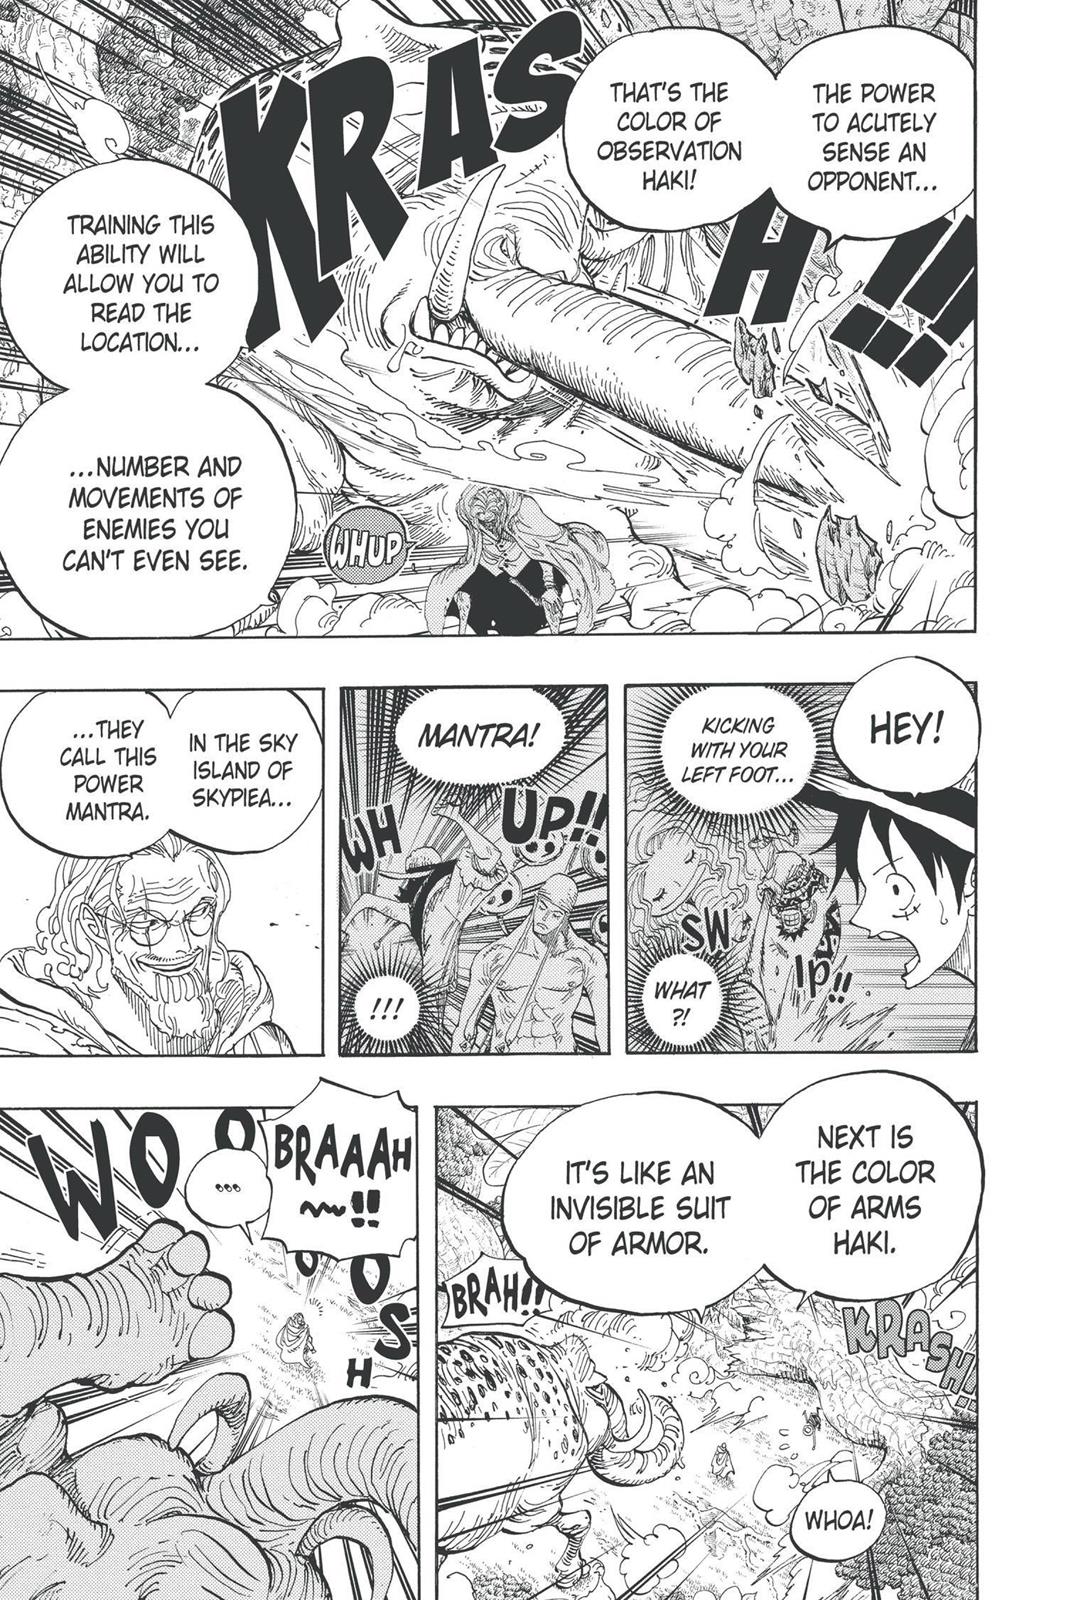 THE POWER
TO ACUTELY
SENSE AN
OPPONENT...
THAT'S THE
COLOR OF
OBSERVATION
HAKI!
KRASH!!!
TRAINING THIS
ABILITY WILL
ALLOW YOU TO
READ THE
LOCATION...
...NUMBER AND
MOVEMENTS OF
ENEMIES YOU
CAN'T EVEN SEE.
WHUP
HEY!
KICKING
WITH YOUR
LEFT FOOT...
SWIP!!
WHAT
?!
MANTRA!
WHUP!!
!!!
IN THE SKY
ISLAND OF
SKYPIEA...
...THEY
CALL THIS
POWER
MANTRA.
NEXT IS
THE COLOR
OF ARMS
HAKI.
IT'S LIKE AN
INVISIBLE SUIT
OF ARMOR.
BRAH!!
KRASH!!
WHOA!
BRAAAH
~!!
...
WOOOOSH